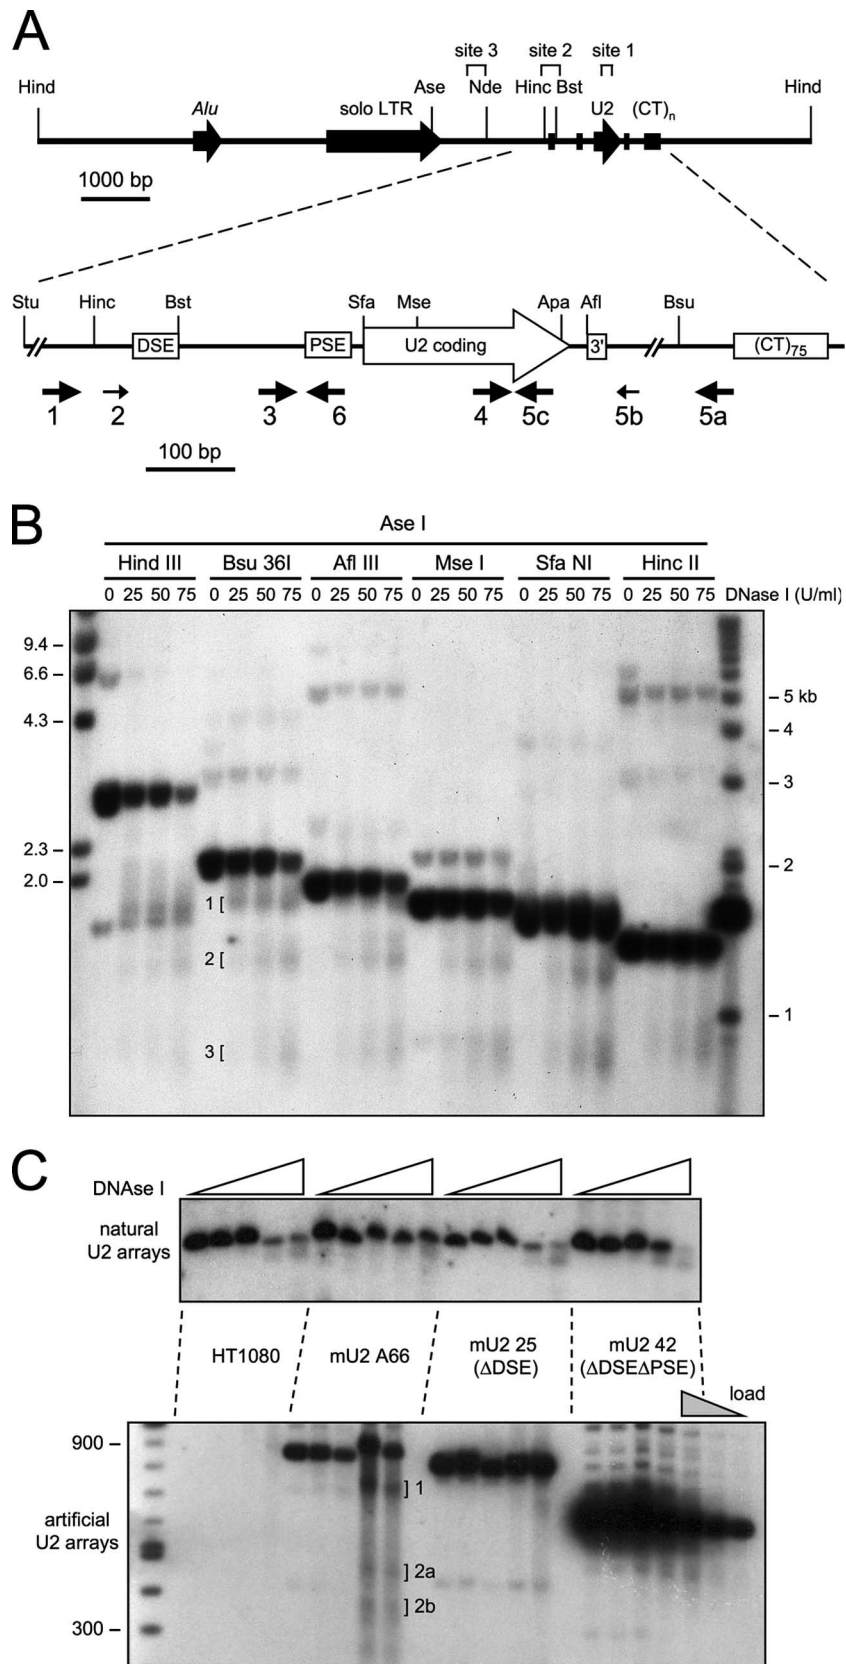 A
site 3 site 2 site 1
Hind Alu solo LTR Ase Nde Hinc Bst U2 (CT)n Hind
1000 bp
Stu Hinc Bst Sfa Mse Apa Afl Bsu
DSE PSE U2 coding 3' (CT)75
1 2 3 6 4 5c 5b 5a
100 bp
B
Ase I
Hind III Bsu 36I Afl III Mse I Sfa NI Hinc II
0 25 50 75 0 25 50 75 0 25 50 75 0 25 50 75 0 25 50 75 0 25 50 75 DNase I (U/ml)
9.4 –
6.6 –
– 5 kb
4.3 –
– 4
– 3
2.3 –
– 2
2.0 –
1 [
2 [
– 1
3 [
C
DNAse I
natural
U2 arrays
HT1080 mU2 A66 mU2 25 mU2 42
(ΔDSE) (ΔDSEΔPSE)
load
900 –
] 1
artificial
U2 arrays
] 2a
] 2b
300 –